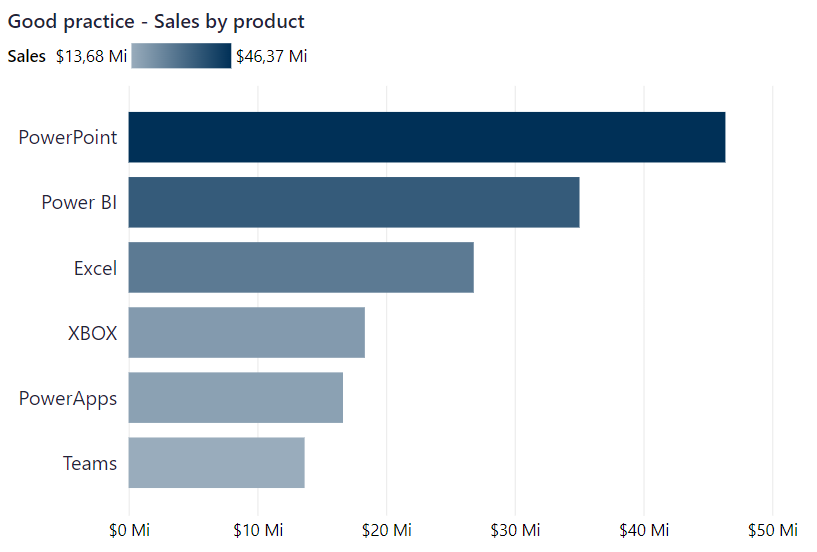 Good practice - Sales by product
Sales $13,68 Mi $46,37 Mi
PowerPoint
Power BI
Excel
XBOX
PowerApps
Teams
$0 Mi $10 Mi $20 Mi $30 Mi $40 Mi $50 Mi